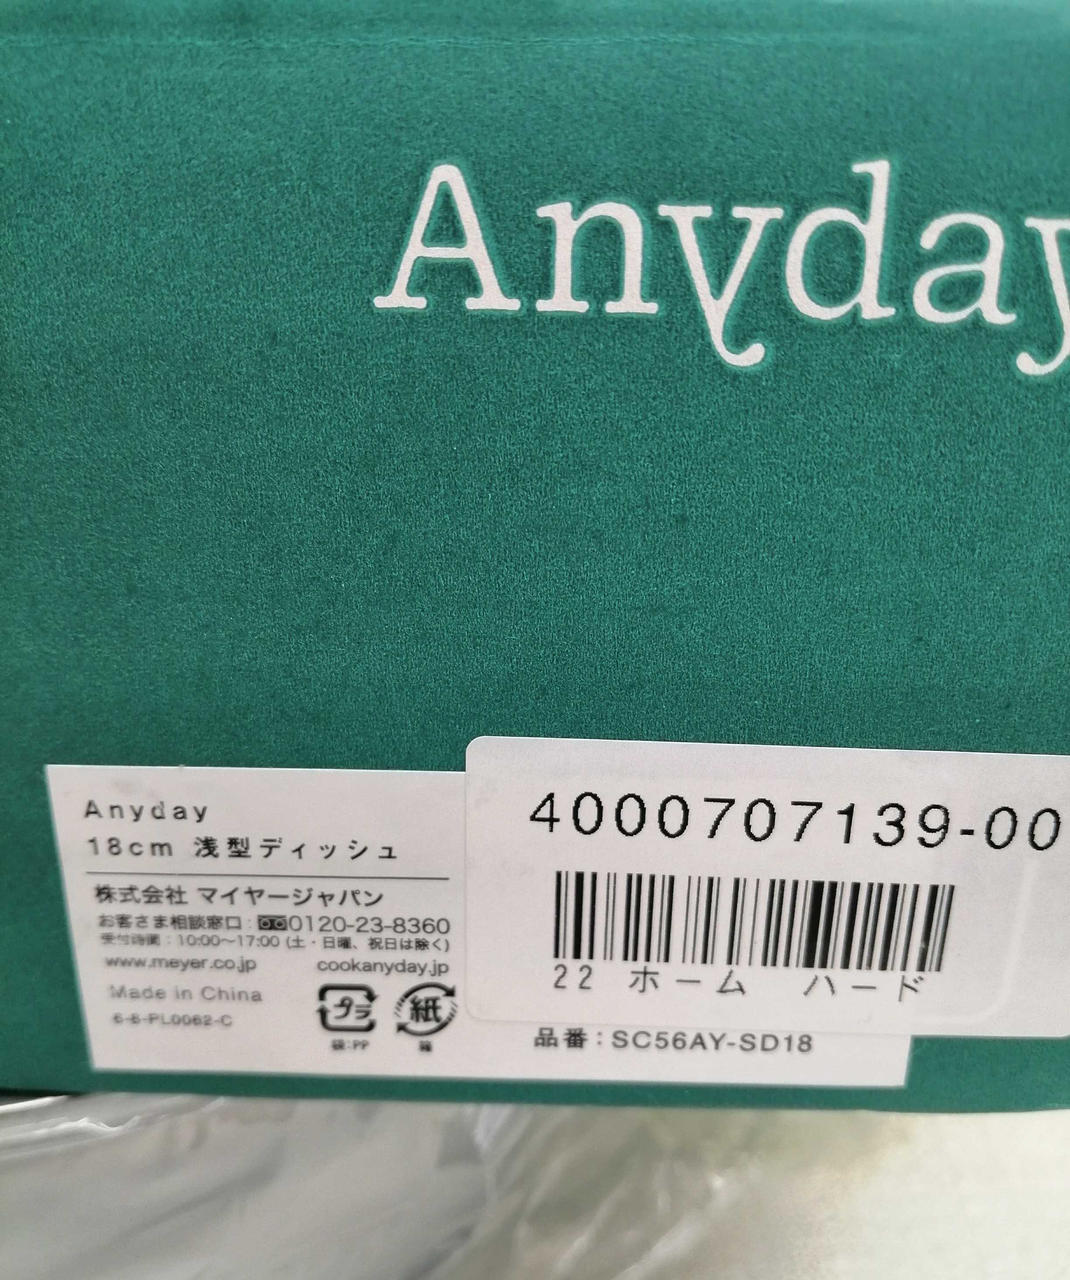 Anyday
Anyday
18cm 浅型ディッシュ
株式会社 マイヤージャパン
お客さま相談窓口:0120-23-8360
受付時間:10:00〜17:00 (土・日曜、祝日は除く)
www.meyer.co.jp cookanyday.jp
Made in China
6-6-PL0062-C
プラ
袋:PP
紙
箱
4000707139-00
22 ホーム ハード
品番:SC56AY-SD18